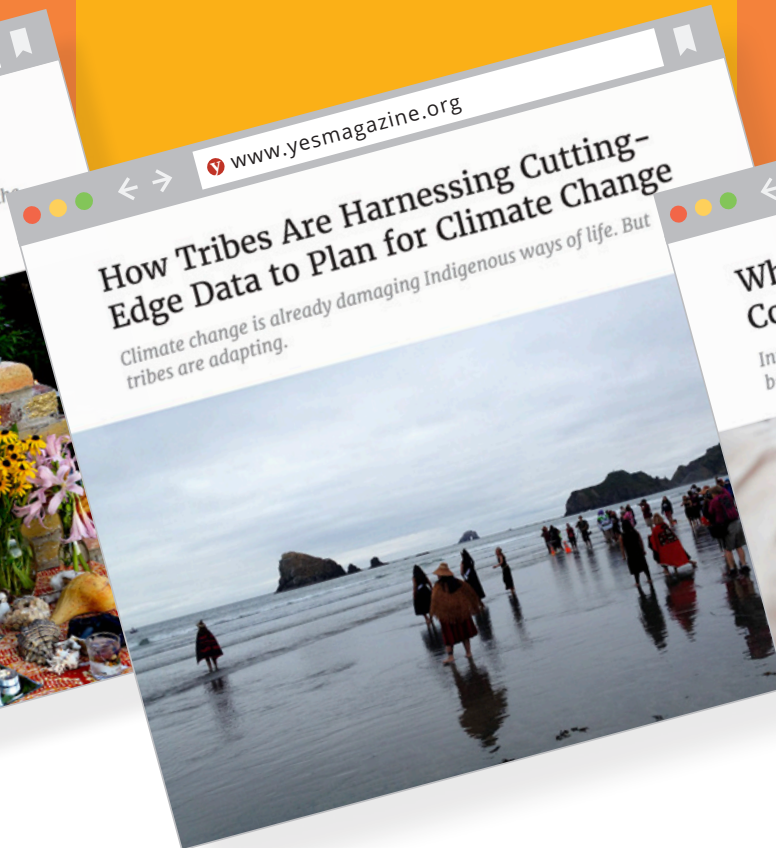 www.yesmagazine.org
How Tribes Are Harnessing Cutting-
Edge Data to Plan for Climate Change
Climate change is already damaging Indigenous ways of life. But
tribes are adapting.